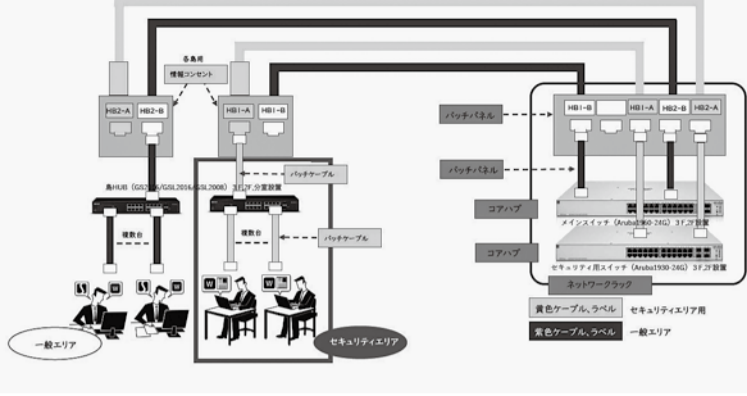 各島用
情報コンセント
HB2-A
HB2-B
HB1-A
HB1-B
HB1-B
HB1-A
HB2-B
HB2-A
パッチパネル
パッチケーブル
パッチパネル
島HUB（GS2016/GSL2016/GSL2008）3F,2F,分室設置
コアハブ
メインスイッチ（Aruba1960-24G）3F,2F設置
複数台
複数台
パッチケーブル
コアハブ
セキュリティ用スイッチ（Aruba1930-24G）3F,2F設置
ネットワークラック
W
W
W
W
黄色ケーブル、ラベル
セキュリティエリア用
紫色ケーブル、ラベル
一般エリア
一般エリア
セキュリティエリア